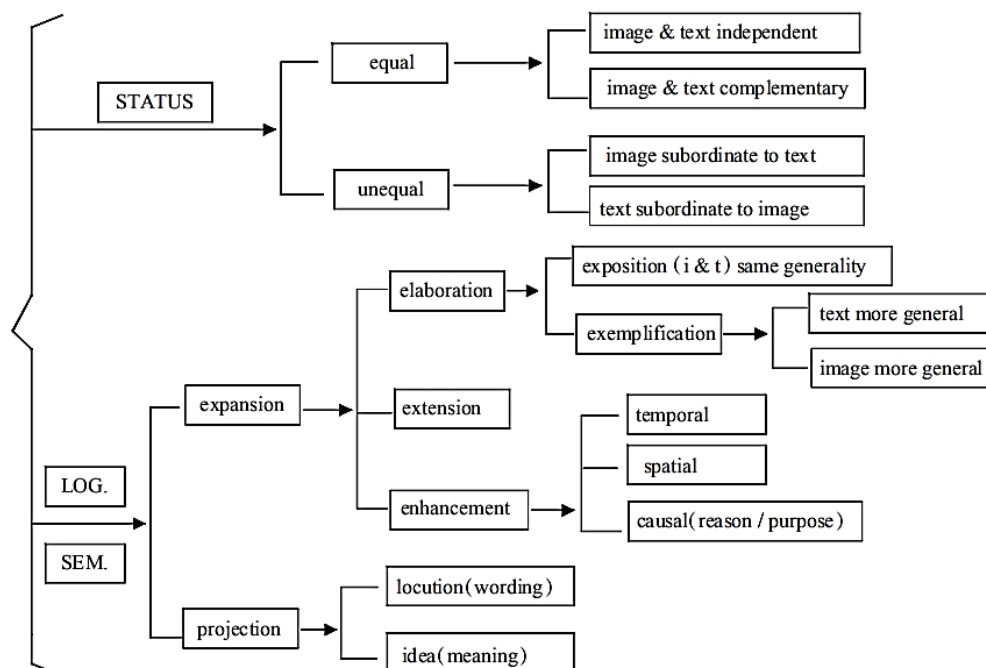 image & text independent
equal
image & text complementary
STATUS
image subordinate to text
unequal
text subordinate to image
exposition (i & t) same generality
elaboration
text more general
exemplification
image more general
expansion
extension
temporal
spatial
LOG.
enhancement
causal(reason / purpose)
SEM.
locution(wording)
projection
idea(meaning)